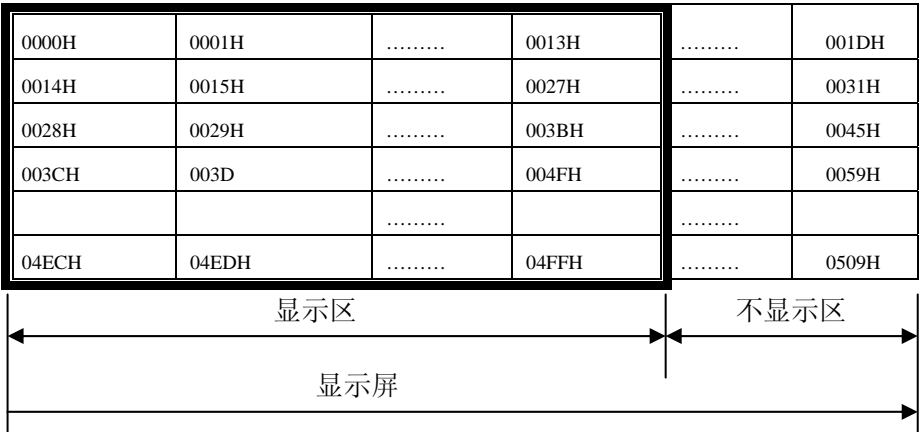 0000H 0001H ……… 0013H ……… 001DH
0014H 0015H ……… 0027H ……… 0031H
0028H 0029H ……… 003BH ……… 0045H
003CH 003D ……… 004FH ……… 0059H
……… ………
04ECH 04EDH ……… 04FFH ……… 0509H
显示区 不显示区
显示屏